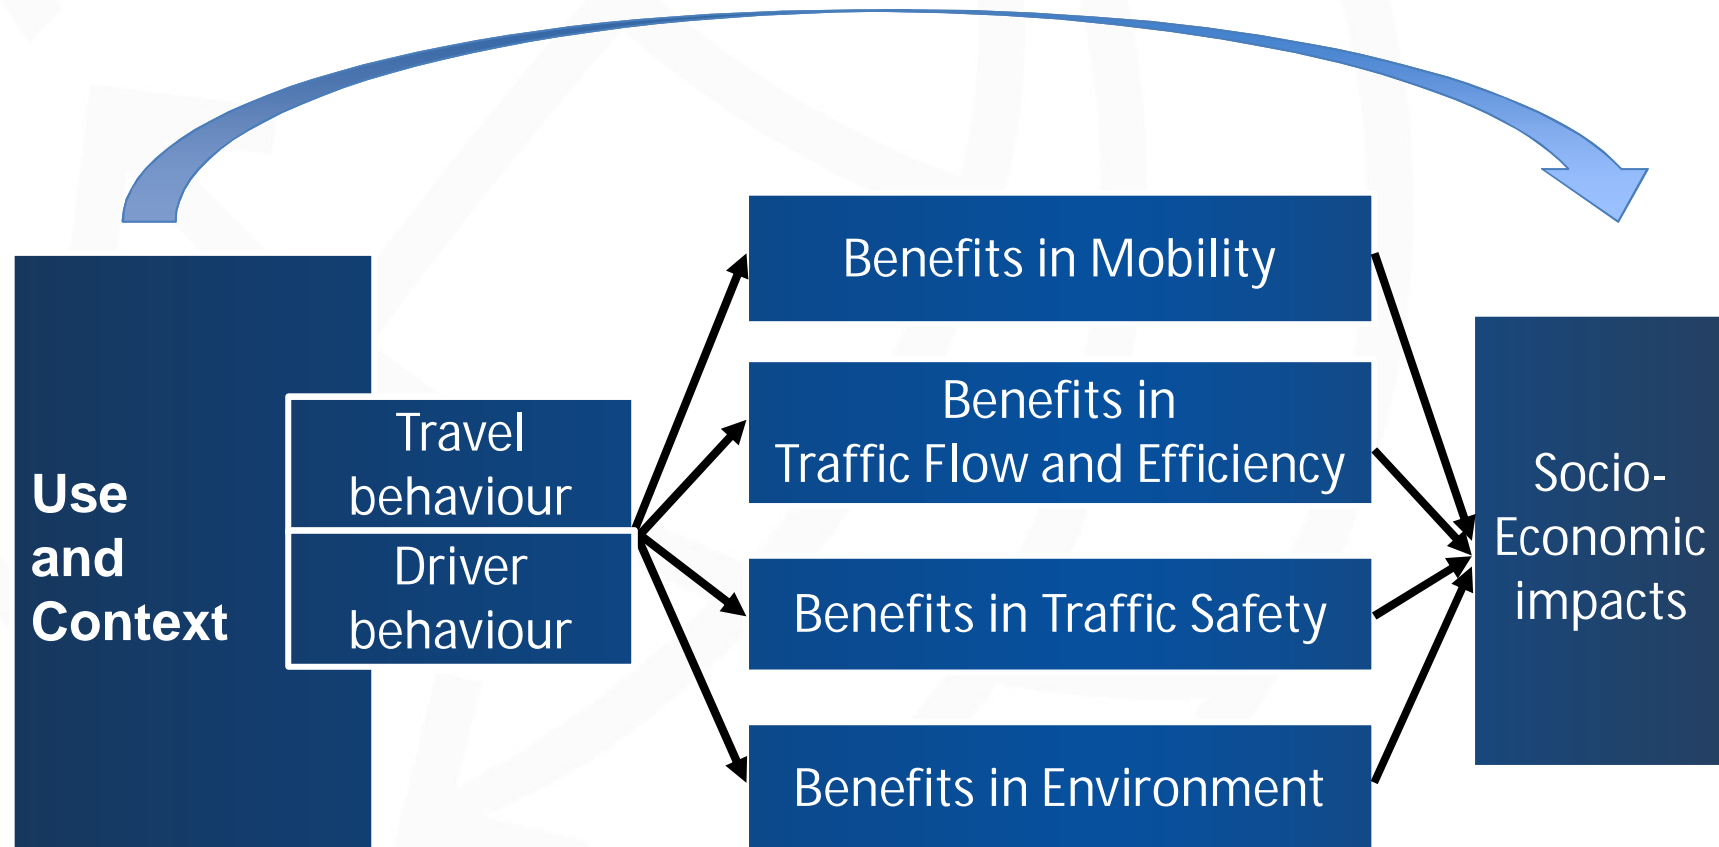 Use
and
Context
Travel
behaviour
Driver
behaviour
Benefits in Mobility
Benefits in
Traffic Flow and Efficiency
Benefits in Traffic Safety
Benefits in Environment
Socio-
Economic
impacts